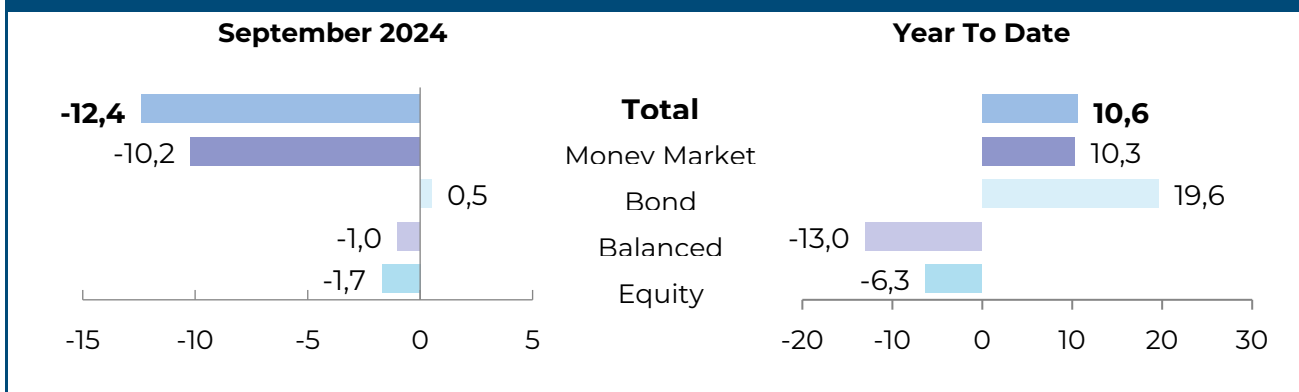 September 2024
Year To Date
-12,4
Total
10,6
-10,2
Money Market
10,3
0,5
Bond
19,6
-1,0
Balanced
-13,0
-1,7
Equity
-6,3
-15 -10 -5 0 5
-20 -10 0 10 20 30